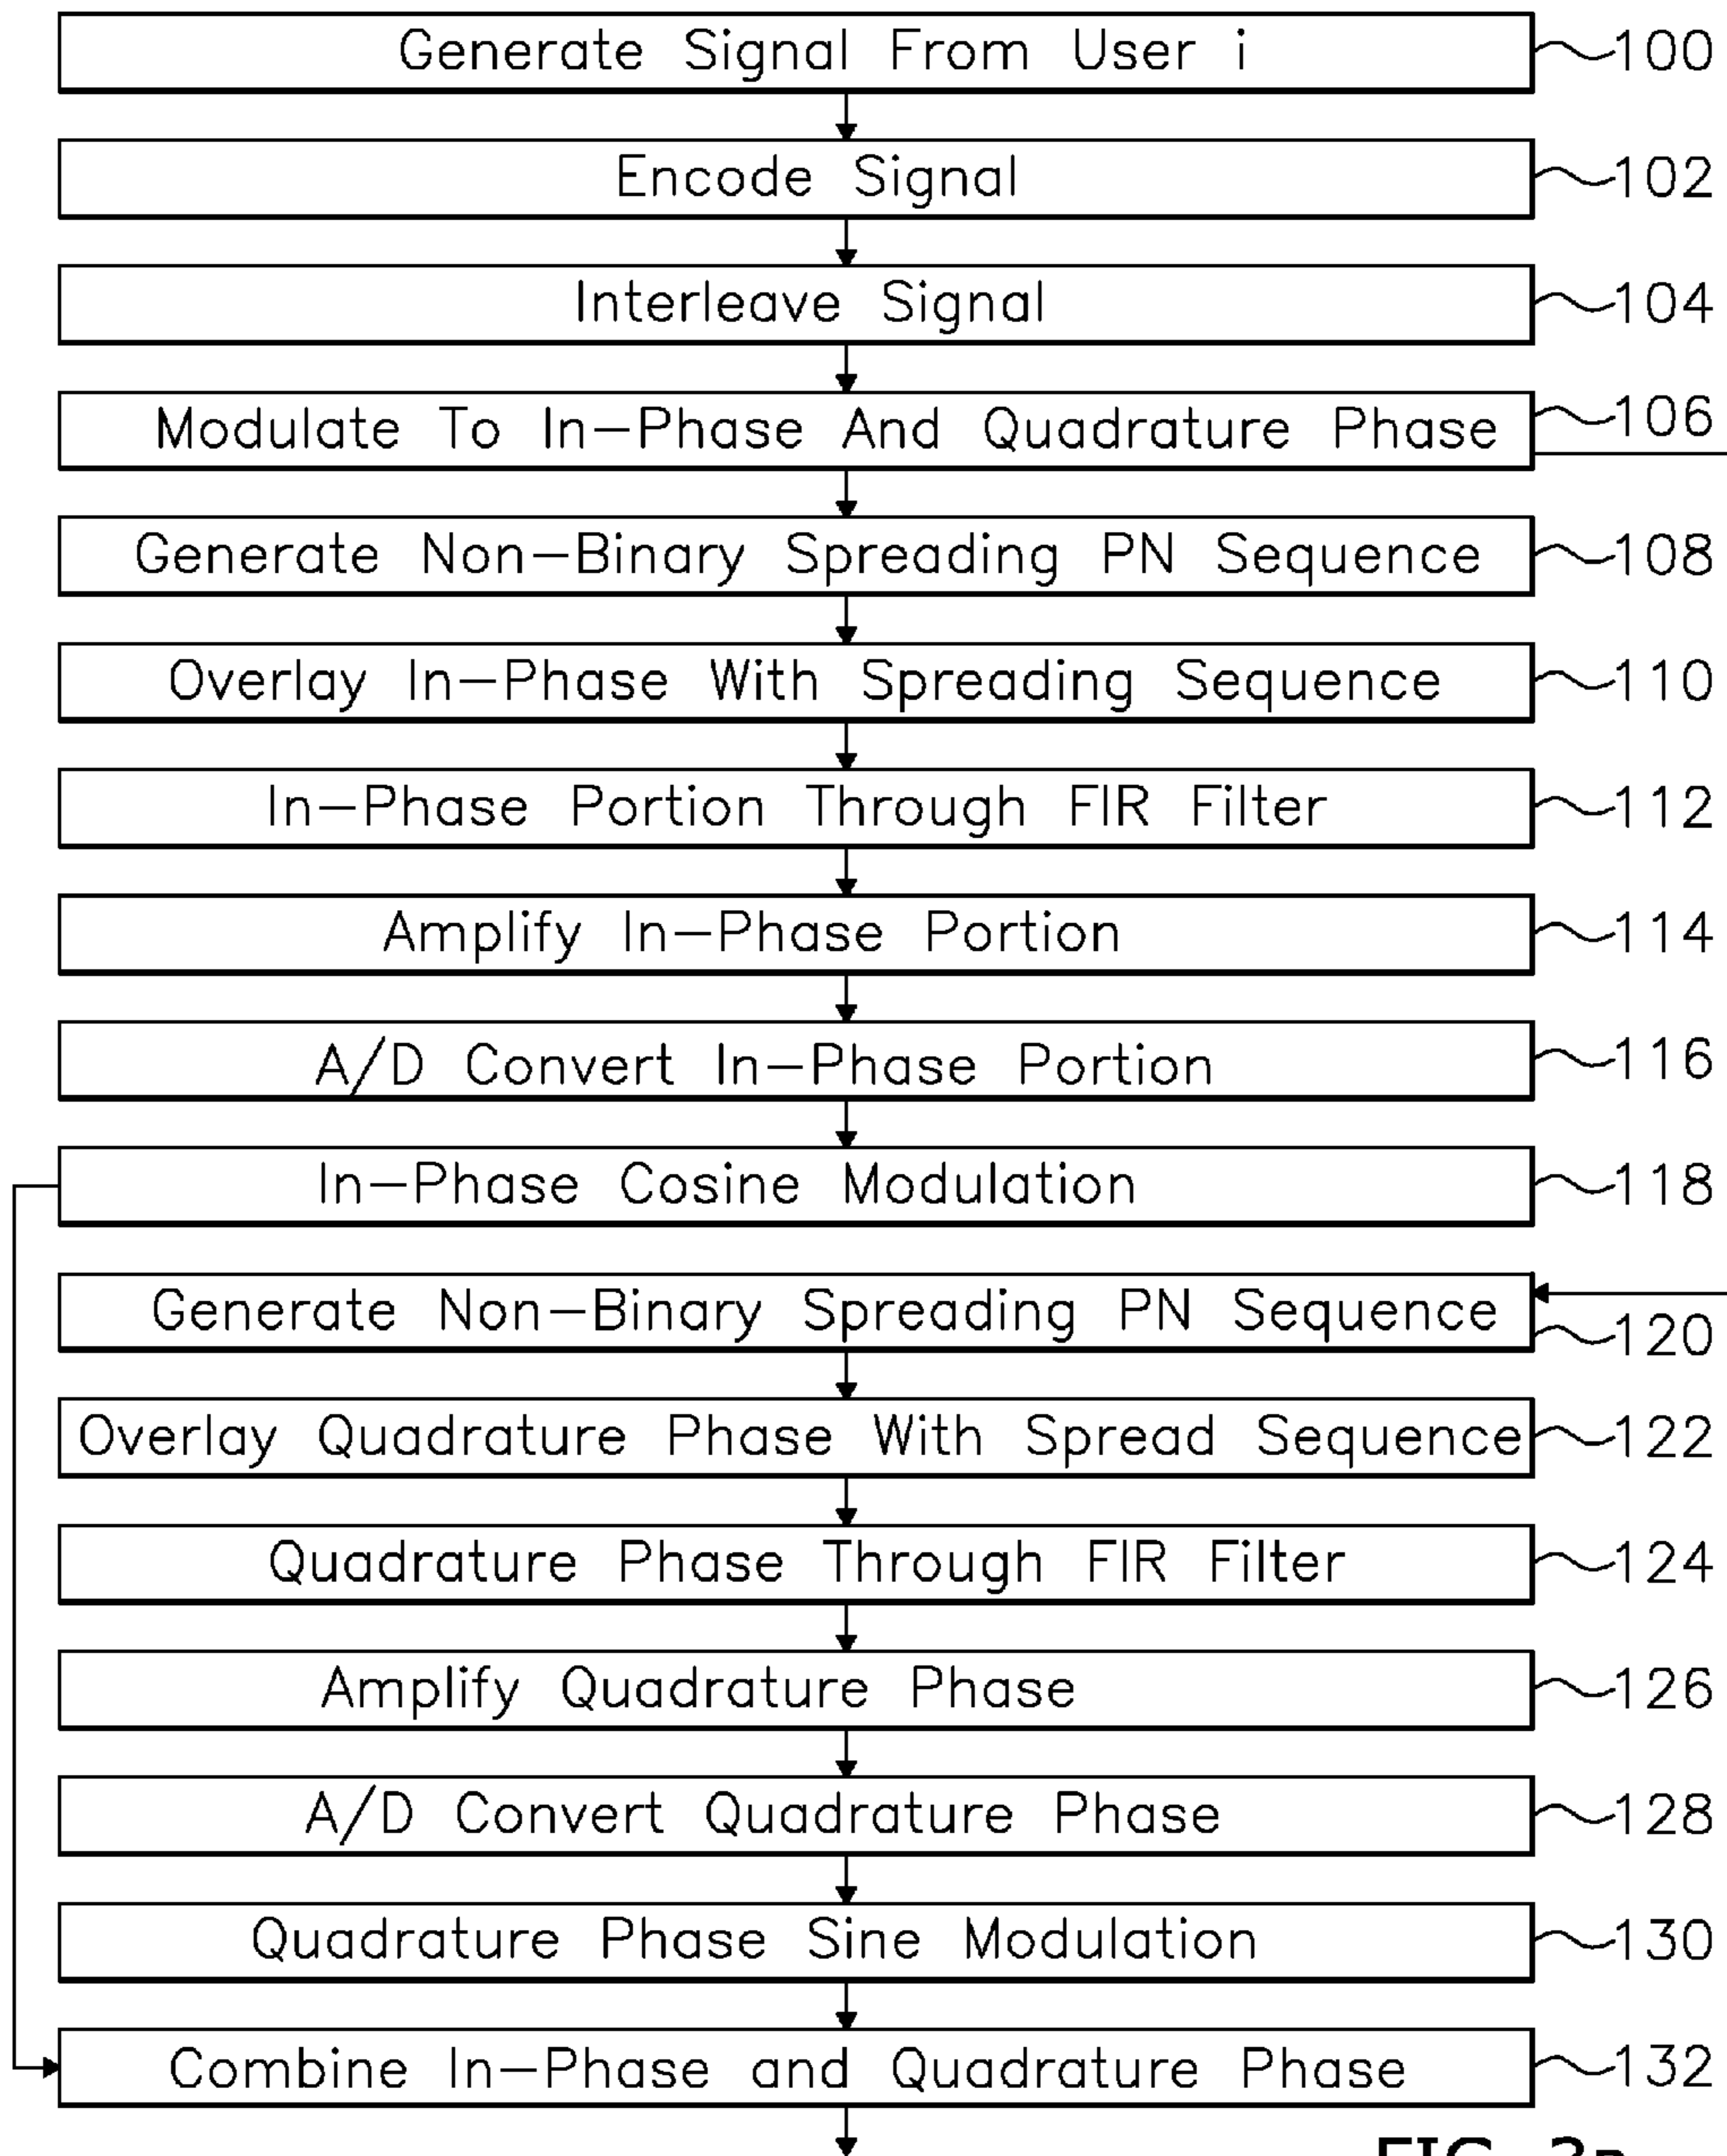 Generate Signal From User i 100
Encode Signal 102
Interleave Signal 104
Modulate To In-Phase And Quadrature Phase 106
Generate Non-Binary Spreading PN Sequence 108
Overlay In-Phase With Spreading Sequence 110
In-Phase Portion Through FIR Filter 112
Amplify In-Phase Portion 114
A/D Convert In-Phase Portion 116
In-Phase Cosine Modulation 118
Generate Non-Binary Spreading PN Sequence 120
Overlay Quadrature Phase With Spread Sequence 122
Quadrature Phase Through FIR Filter 124
Amplify Quadrature Phase 126
A/D Convert Quadrature Phase 128
Quadrature Phase Sine Modulation 130
Combine In-Phase and Quadrature Phase 132
FIG.